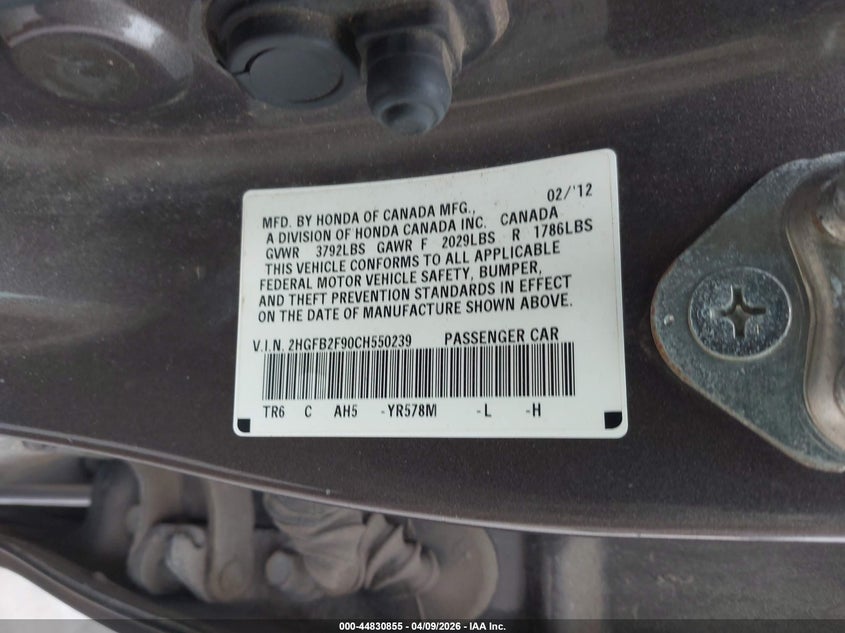 02/'12
MFD. BY HONDA OF CANADA MFG.,
A DIVISION OF HONDA CANADA INC. CANADA
GVWR 3792LBS GAWR F 2029LBS R 1786LBS
THIS VEHICLE CONFORMS TO ALL APPLICABLE
FEDERAL MOTOR VEHICLE SAFETY, BUMPER,
AND THEFT PREVENTION STANDARDS IN EFFECT
ON THE DATE OF MANUFACTURE SHOWN ABOVE.
V.I.N. 2HGFB2F90CH550239 PASSENGER CAR
TR6 C AH5 -YR578M -L -H
000-44830855 | 04/09/2026 | IAA Inc.